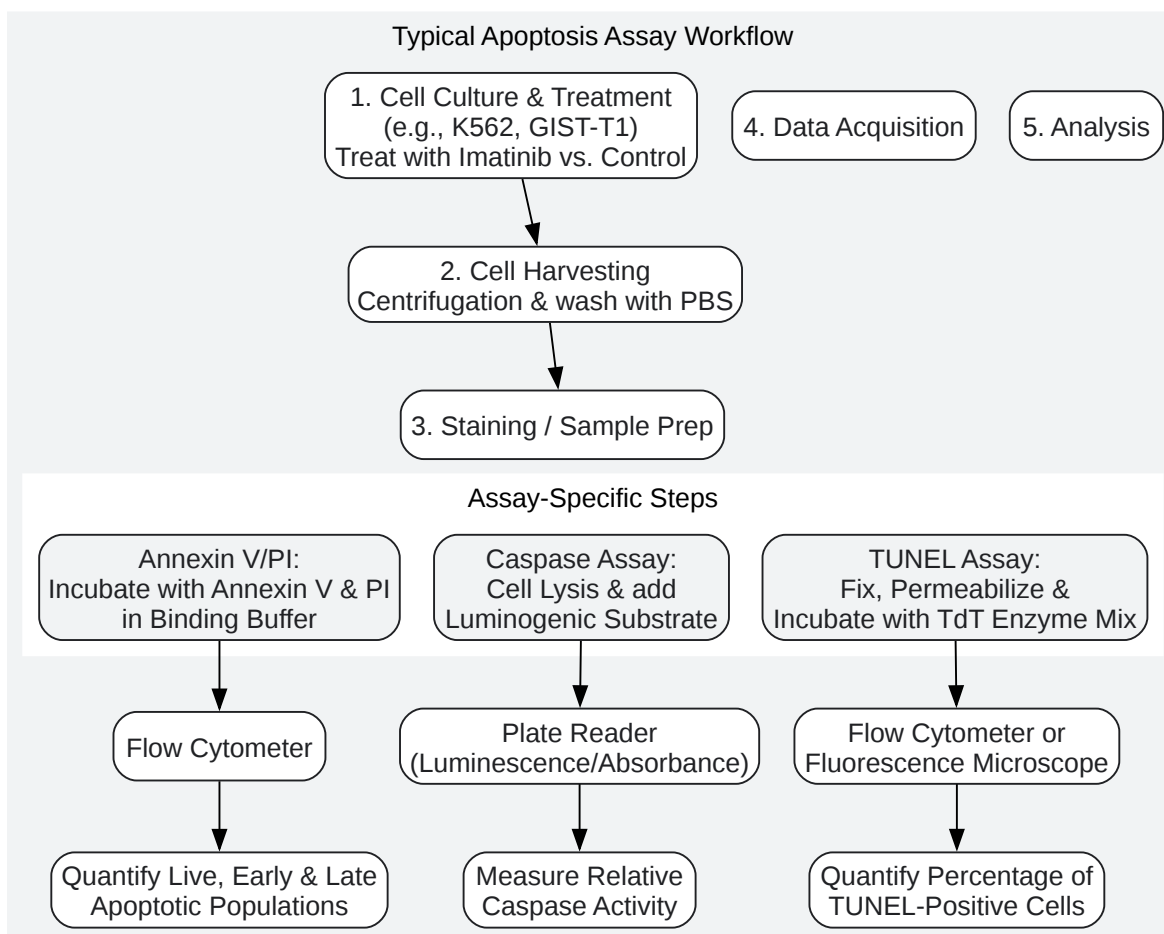 Typical Apoptosis Assay Workflow
1. Cell Culture & Treatment
(e.g., K562, GIST-T1)
Treat with Imatinib vs. Control
4. Data Acquisition
5. Analysis
2. Cell Harvesting
Centrifugation & wash with PBS
3. Staining / Sample Prep
Assay-Specific Steps
Annexin V/PI:
Incubate with Annexin V & PI
in Binding Buffer
Caspase Assay:
Cell Lysis & add
Luminogenic Substrate
TUNEL Assay:
Fix, Permeabilize &
Incubate with TdT Enzyme Mix
Flow Cytometer
Plate Reader
(Luminescence/Absorbance)
Flow Cytometer or
Fluorescence Microscope
Quantify Live, Early & Late
Apoptotic Populations
Measure Relative
Caspase Activity
Quantify Percentage of
TUNEL-Positive Cells